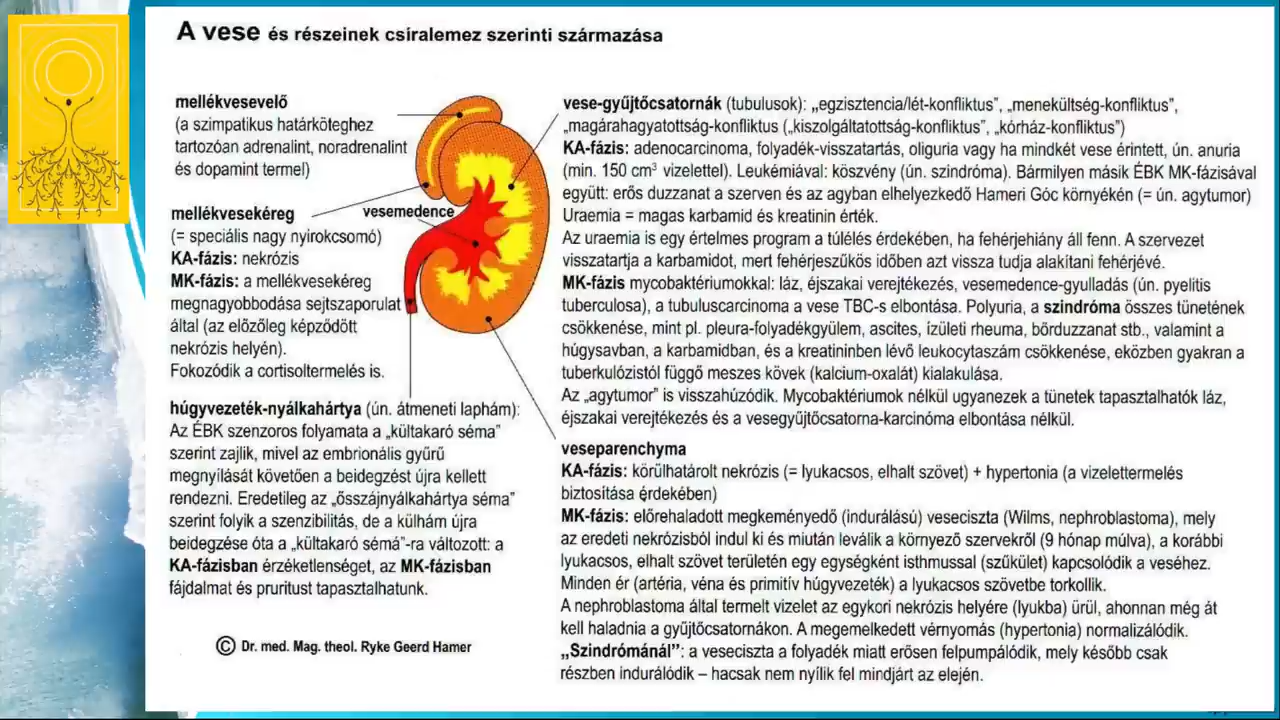 A vese és részeinek csíralemez szerinti származása
mellékvesevelő
(a szimpatikus határköteghez
tartozóan adrenalint, noradrenalint
és dopamint termel)
mellékvesekéreg
(= speciális nagy nyirokcsomó)
KA-fázis: nekrózis
MK-fázis: a mellékvesekéreg
megnagyobbodása sejtszaporulat
által (az előzőleg képződött
nekrózis helyén).
Fokozódik a cortisoltermelés is.
vesemedence
húgyvezeték-nyálkahártya (ún. átmeneti laphám):
Az ÉBK szenzoros folyamata a „kültakaró séma”
szerint zajlik, mivel az embrionális gyűrű
megnyílását követően a beidegzést újra kellett
rendezni. Eredetileg az „ősszájnyálkahártya séma”
szerint folyik a szenzibilitás, de a külhám újra
beidegzése óta a „kültakaró sémá”-ra változott: a
KA-fázisban érzéketlenséget, az MK-fázisban
fájdalmat és pruritust tapasztalhatunk.
© Dr. med. Mag. theol. Ryke Geerd Hamer
vese-gyűjtőcsatornák (tubulusok): „egzisztencia/lét-konfliktus”, „menekültség-konfliktus”,
„magárahagyatottság-konfliktus („kiszolgáltatottság-konfliktus”, „kórház-konfliktus”)
KA-fázis: adenocarcinoma, folyadék-visszatartás, oliguria vagy ha mindkét vese érintett, ún. anuria
(min. 150 cm³ vizelettel). Leukémiával: köszvény (ún. szindróma). Bármilyen másik ÉBK MK-fázisával
együtt: erős duzzanat a szerven és az agyban elhelyezkedő Hameri Góc környékén (= ún. agytumor)
Uraemia = magas karbamid és kreatinin érték.
Az uraemia is egy értelmes program a túlélés érdekében, ha fehérjehiány áll fenn. A szervezet
visszatartja a karbamidot, mert fehérjeszűkös időben azt vissza tudja alakítani fehérjévé.
MK-fázis mycobaktériumokkal: láz, éjszakai verejtékezés, vesemedence-gyulladás (ún. pyelitis
tuberculosa), a tubuluscarcinoma a vese TBC-s elbontása. Polyuria, a szindróma összes tünetének
csökkenése, mint pl. pleura-folyadékgyülem, ascites, ízületi rheuma, bőrduzzanat stb., valamint a
húgysavban, a karbamidban, és a kreatininben lévő leukocytaszám csökkenése, eközben gyakran a
tuberkulózistól függő meszes kövek (kalcium-oxalát) kialakulása.
Az „agytumor” is visszahúzódik. Mycobaktériumok nélkül ugyanezek a tünetek tapasztalhatók láz,
éjszakai verejtékezés és a vesegyűjtőcsatorna-karcinóma elbontása nélkül.
veseparenchyma
KA-fázis: körülhatárolt nekrózis (= lyukacsos, elhalt szövet) + hypertonia (a vizelettermelés
biztosítása érdekében)
MK-fázis: előrehaladott megkeményedő (indurálású) veseciszta (Wilms, nephroblastoma), mely
az eredeti nekrózisból indul ki és miután leválik a környező szervekről (9 hónap múlva), a korábbi
lyukacsos, elhalt szövet területén egy egységként isthmussal (szűkület) kapcsolódik a veséhez.
Minden ér (artéria, véna és primitív húgyvezeték) a lyukacsos szövetbe torkollik.
A nephroblastoma által termelt vizelet az egykori nekrózis helyére (lyukba) ürül, ahonnan még át
kell haladnia a gyűjtőcsatornákon. A megemelkedett vérnyomás (hypertonia) normalizálódik.
„Szindrómánál”: a veseciszta a folyadék miatt erősen felpumpálódik, mely később csak
részben indurálódik – hacsak nem nyílik fel mindjárt az elején.